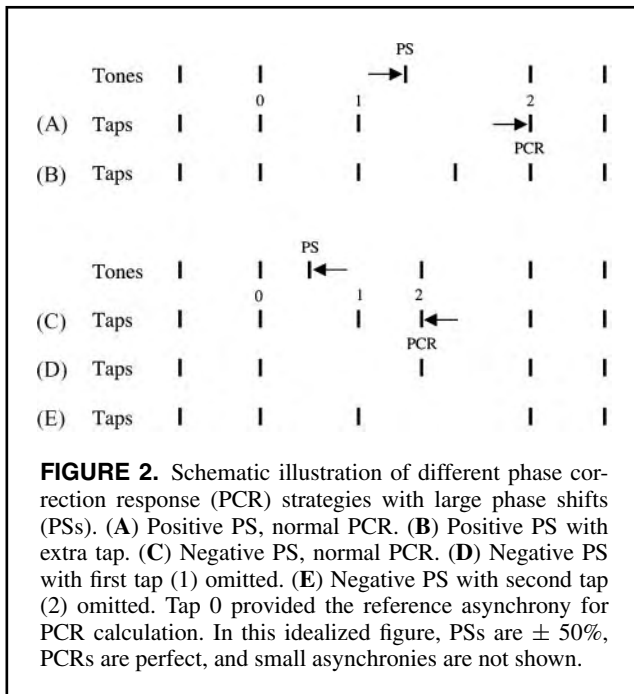 PS
Tones
0 1 2
(A) Taps
PCR
(B) Taps
PS
Tones
0 1 2
(C) Taps
PCR
(D) Taps
(E) Taps
FIGURE 2. Schematic illustration of different phase cor-
rection response (PCR) strategies with large phase shifts
(PSs). (A) Positive PS, normal PCR. (B) Positive PS with
extra tap. (C) Negative PS, normal PCR. (D) Negative PS
with first tap (1) omitted. (E) Negative PS with second tap
(2) omitted. Tap 0 provided the reference asynchrony for
PCR calculation. In this idealized figure, PSs are ± 50%,
PCRs are perfect, and small asynchronies are not shown.